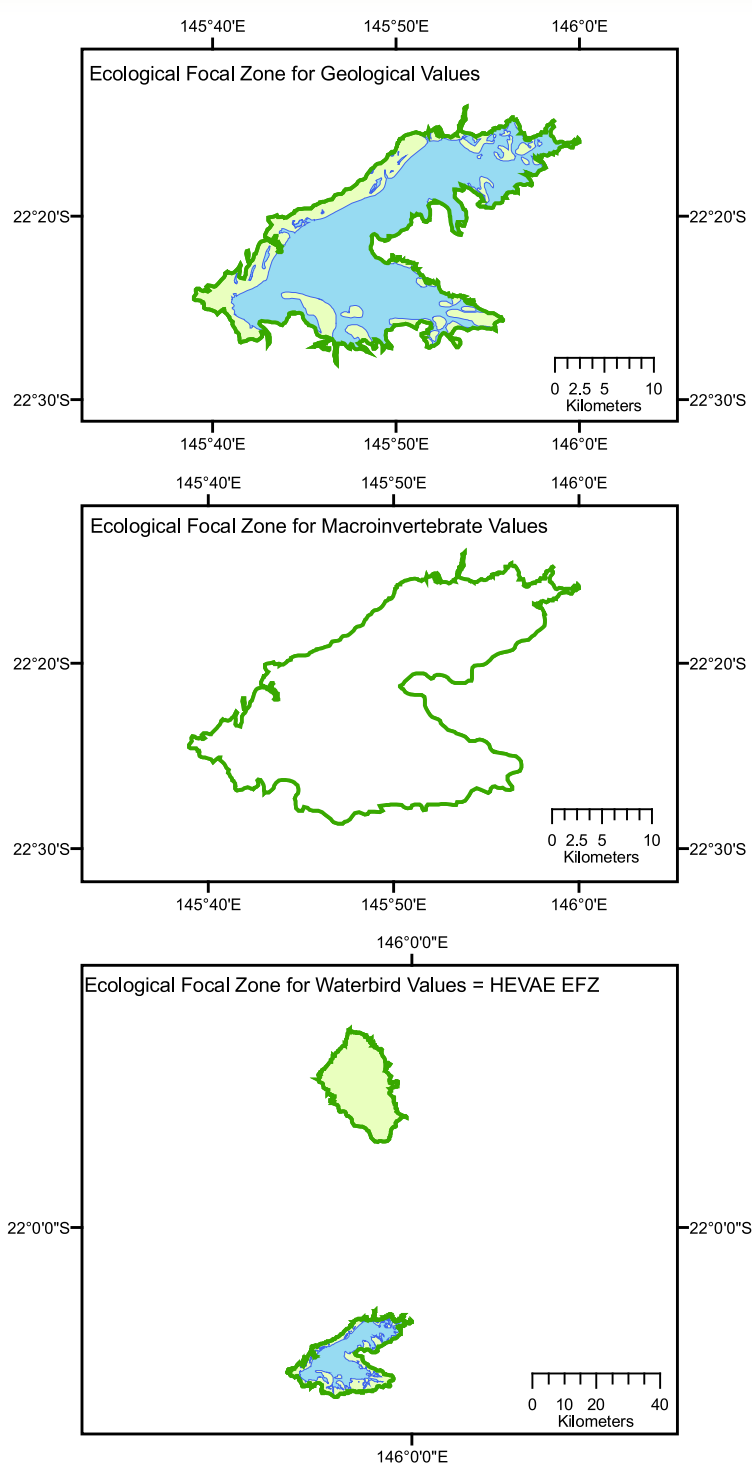 145°40'E 145°50'E 146°0'E
Ecological Focal Zone for Geological Values
22°20'S 22°20'S
0 2.5 5 10
Kilometers
22°30'S 22°30'S
145°40'E 145°50'E 146°0'E
145°40'E 145°50'E 146°0'E
Ecological Focal Zone for Macroinvertebrate Values
22°20'S 22°20'S
0 2.5 5 10
Kilometers
22°30'S 22°30'S
145°40'E 145°50'E 146°0'E
146°0'0"E
Ecological Focal Zone for Waterbird Values = HEVAE EFZ
22°0'0"S 22°0'0"S
0 10 20 40
Kilometers
146°0'0"E